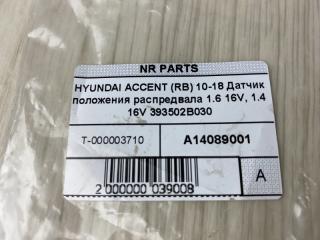 NR PARTS
HYUNDAI ACCENT (RB) 10-18 Датчик
положения распредвала 1.6 16V, 1.4
16V 393502B030
T-000003710
A14089001
2 000000 039008
A